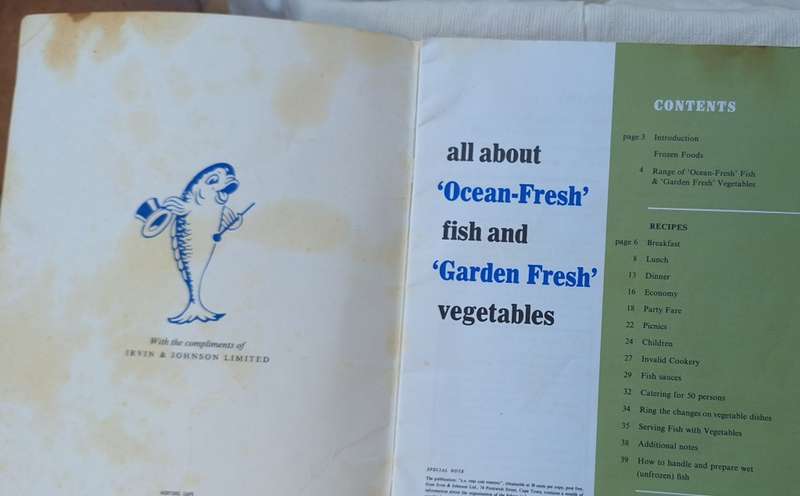 With the compliments of
IRVIN & JOHNSON LIMITED
all about
‘Ocean-Fresh’
fish and
‘Garden Fresh’
vegetables
SPECIAL NOTE
CONTENTS
page 3 Introduction
Frozen Foods
4 Range of ‘Ocean-Fresh’ Fish
& ‘Garden Fresh’ Vegetables
RECIPES
page 6 Breakfast
8 Lunch
13 Dinner
16 Economy
18 Party Fare
22 Picnics
24 Children
27 Invalid Cookery
29 Fish sauces
32 Catering for 50 persons
34 Ring the changes on vegetable dishes
35 Serving Fish with Vegetables
38 Additional notes
39 How to handle and prepare wet
(unfrozen) fish